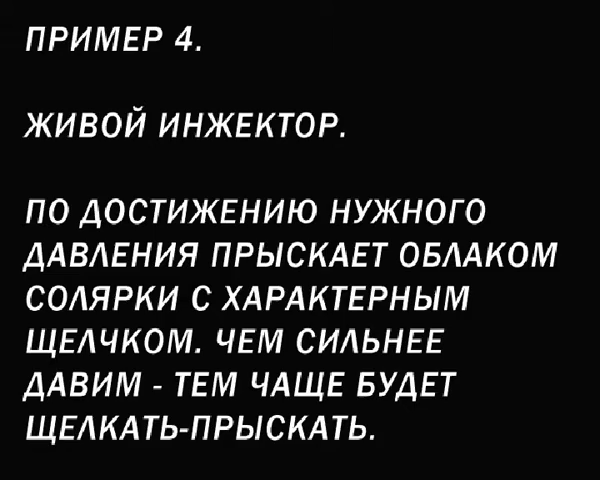 ПРИМЕР 4.
ЖИВОЙ ИНЖЕКТОР.
ПО ДОСТИЖЕНИЮ НУЖНОГО
ДАВЛЕНИЯ ПРЫСКАЕТ ОБЛАКОМ
СОЛЯРКИ С ХАРАКТЕРНЫМ
ЩЕЛЧКОМ. ЧЕМ СИЛЬНЕЕ
ДАВИМ - ТЕМ ЧАЩЕ БУДЕТ
ЩЕЛКАТЬ-ПРЫСКАТЬ.